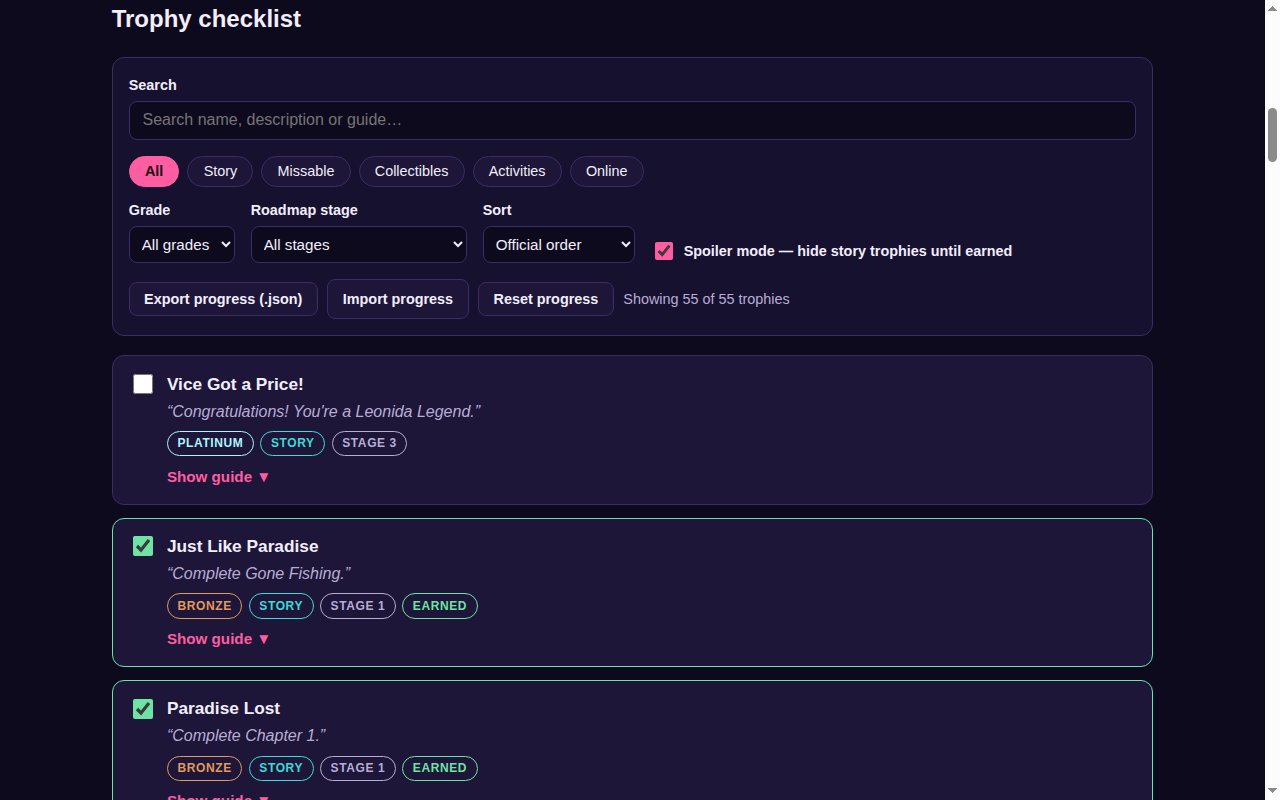 Trophy checklist
Search
Search name, description or guide…
All Story Missable Collectibles Activities Online
Grade Roadmap stage Sort
All grades All stages Official order Spoiler mode — hide story trophies until earned
Export progress (.json) Import progress Reset progress Showing 55 of 55 trophies
Vice Got a Price!
“Congratulations! You're a Leonida Legend.”
PLATINUM STORY STAGE 3
Show guide ▼
Just Like Paradise
“Complete Gone Fishing.”
BRONZE STORY STAGE 1 EARNED
Show guide ▼
Paradise Lost
“Complete Chapter 1.”
BRONZE STORY STAGE 1 EARNED
Show guide ▼